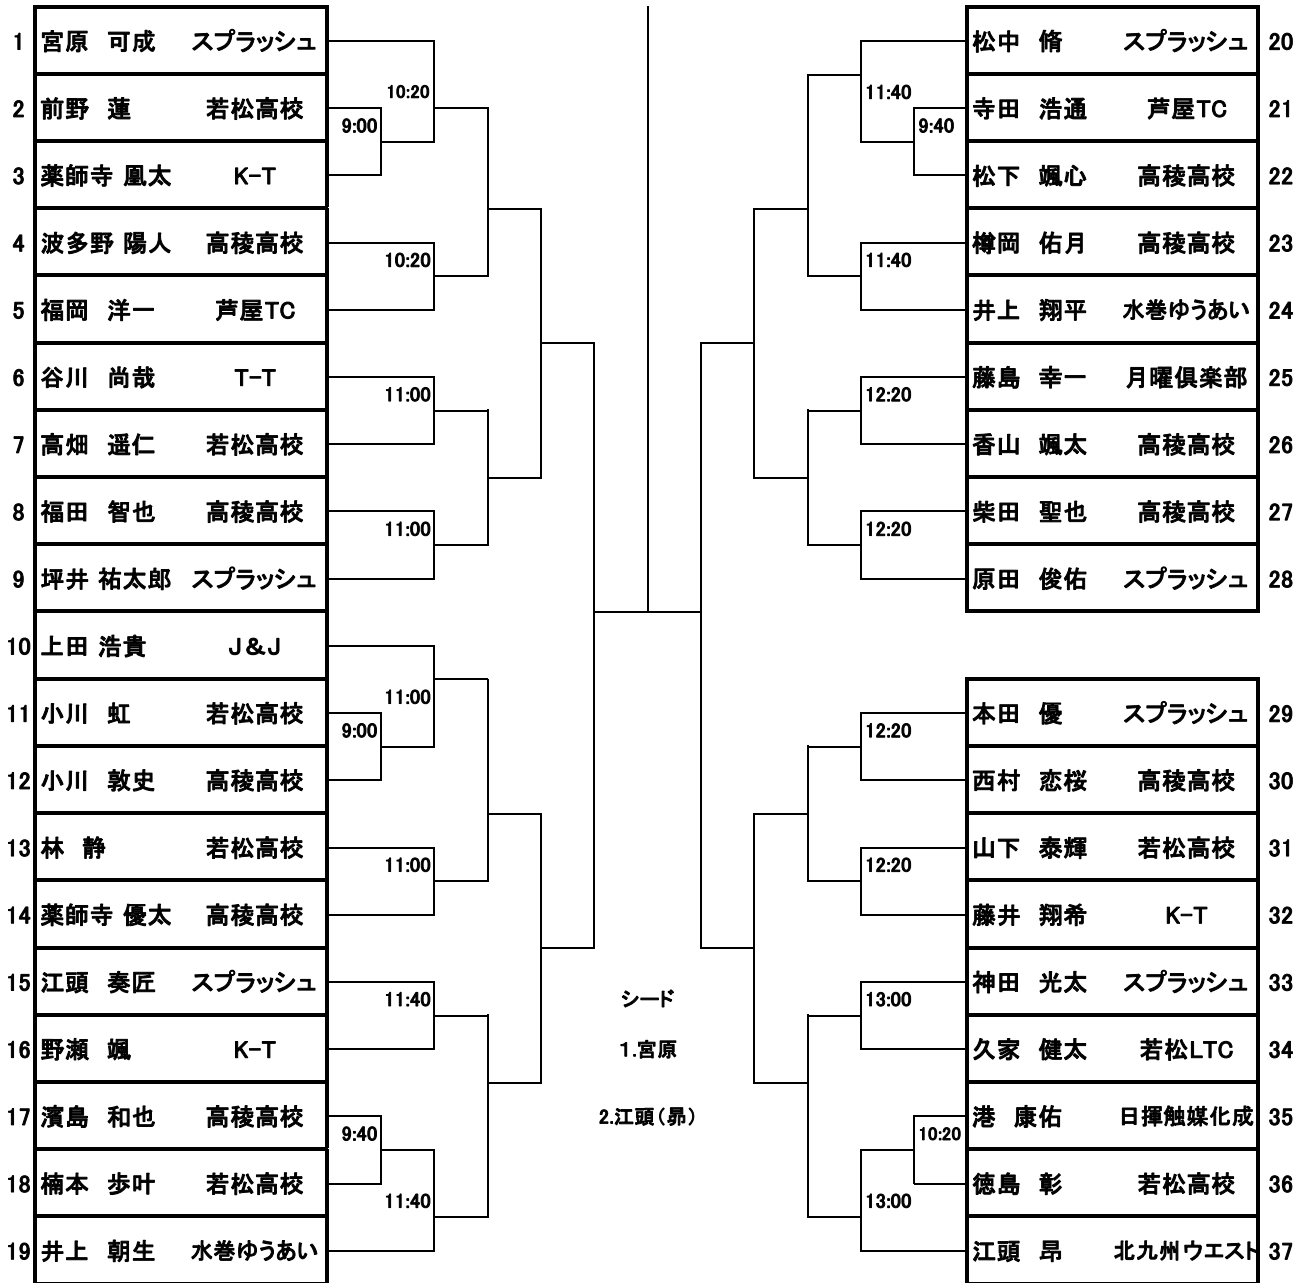 1 宮原 可成 スプラッシュ
10:20
2 前野 蓮 若松高校
9:00
3 薬師寺 凰太 K-T
4 波多野 陽人 高稜高校
10:20
5 福岡 洋一 芦屋TC
6 谷川 尚哉 T-T
11:00
7 高畑 遥仁 若松高校
8 福田 智也 高稜高校
11:00
9 坪井 祐太郎 スプラッシュ
10 上田 浩貴 J&J
11:00
11 小川 虹 若松高校
9:00
12 小川 敦史 高稜高校
13 林 静 若松高校
11:00
14 薬師寺 優太 高稜高校
15 江頭 奏匠 スプラッシュ
11:40
16 野瀬 颯 K-T
17 濱島 和也 高稜高校
9:40
18 楠本 歩叶 若松高校
11:40
19 井上 朝生 水巻ゆうあい
シード
1.宮原
2.江頭(昴)
松中 脩 スプラッシュ 20
11:40
寺田 浩通 芦屋TC 21
9:40
松下 颯心 高稜高校 22
樽岡 佑月 高稜高校 23
11:40
井上 翔平 水巻ゆうあい 24
藤島 幸一 月曜倶楽部 25
12:20
香山 颯太 高稜高校 26
柴田 聖也 高稜高校 27
12:20
原田 俊佑 スプラッシュ 28
本田 優 スプラッシュ 29
12:20
西村 恋桜 高稜高校 30
山下 泰輝 若松高校 31
12:20
藤井 翔希 K-T 32
神田 光太 スプラッシュ 33
13:00
久家 健太 若松LTC 34
港 康佑 日揮触媒化成 35
10:20
徳島 彰 若松高校 36
13:00
江頭 昂 北九州ウエスト 37